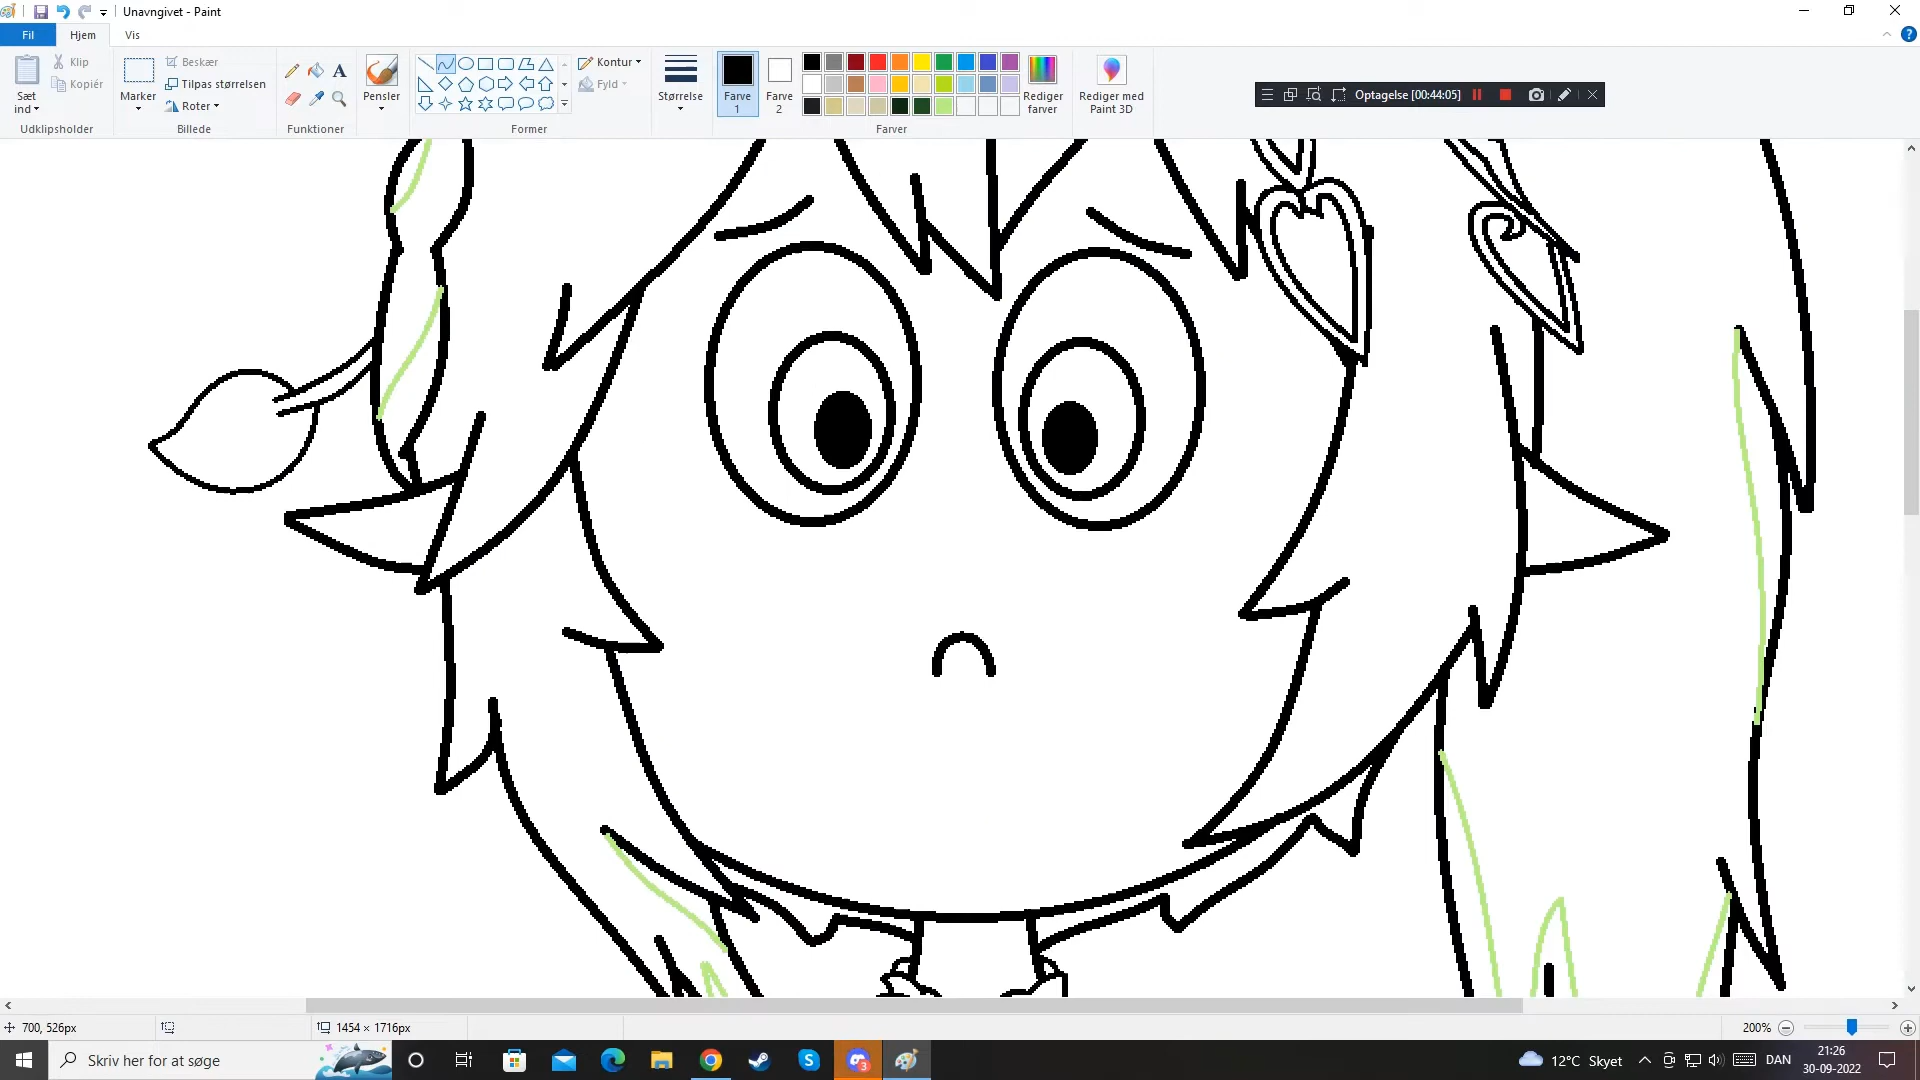 Unavngivet - Paint
Fil
Hjem
Vis
Sæt ind
Klip
Kopiér
Udklipsholder
Marker
Beskær
Tilpas størrelsen
Roter
Billede
A
Funktioner
Pensler
Kontur
Fyld
Former
Størrelse
Farve 1
Farve 2
Rediger farver
Farver
Rediger med Paint 3D
Optagelse [00:44:05]
700, 526px
1454 × 1716px
200%
Skriv her for at søge
3
12°C Skyet
DAN
21:26
30-09-2022